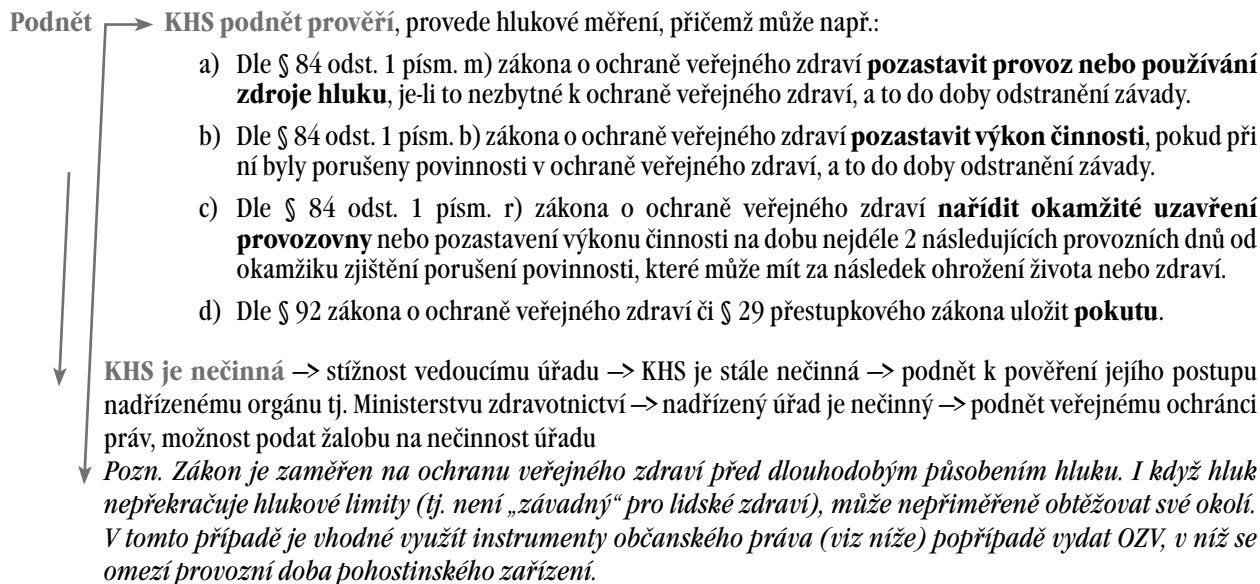 Podnět KHS podnět prověří, provede hlukové měření, přičemž může např.:
a) Dle § 84 odst. 1 písm. m) zákona o ochraně veřejného zdraví pozastavit provoz nebo používání
zdroje hluku, je-li to nezbytné k ochraně veřejného zdraví, a to do doby odstranění závady.
b) Dle § 84 odst. 1 písm. b) zákona o ochraně veřejného zdraví pozastavit výkon činnosti, pokud při
ní byly porušeny povinnosti v ochraně veřejného zdraví, a to do doby odstranění závady.
c) Dle § 84 odst. 1 písm. r) zákona o ochraně veřejného zdraví nařídit okamžité uzavření
provozovny nebo pozastavení výkonu činnosti na dobu nejdéle 2 následujících provozních dnů od
okamžiku zjištění porušení povinnosti, které může mít za následek ohrožení života nebo zdraví.
d) Dle § 92 zákona o ochraně veřejného zdraví či § 29 přestupkového zákona uložit pokutu.
KHS je nečinná –> stížnost vedoucímu úřadu –> KHS je stále nečinná –> podnět k pověření jejího postupu
nadřízenému orgánu tj. Ministerstvu zdravotnictví –> nadřízený úřad je nečinný –> podnět veřejnému ochránci
práv, možnost podat žalobu na nečinnost úřadu
Pozn. Zákon je zaměřen na ochranu veřejného zdraví před dlouhodobým působením hluku. I když hluk
nepřekračuje hlukové limity (tj. není „závadný“ pro lidské zdraví), může nepřiměřeně obtěžovat své okolí.
V tomto případě je vhodné využít instrumenty občanského práva (viz níže) popřípadě vydat OZV, v níž se
omezí provozní doba pohostinského zařízení.